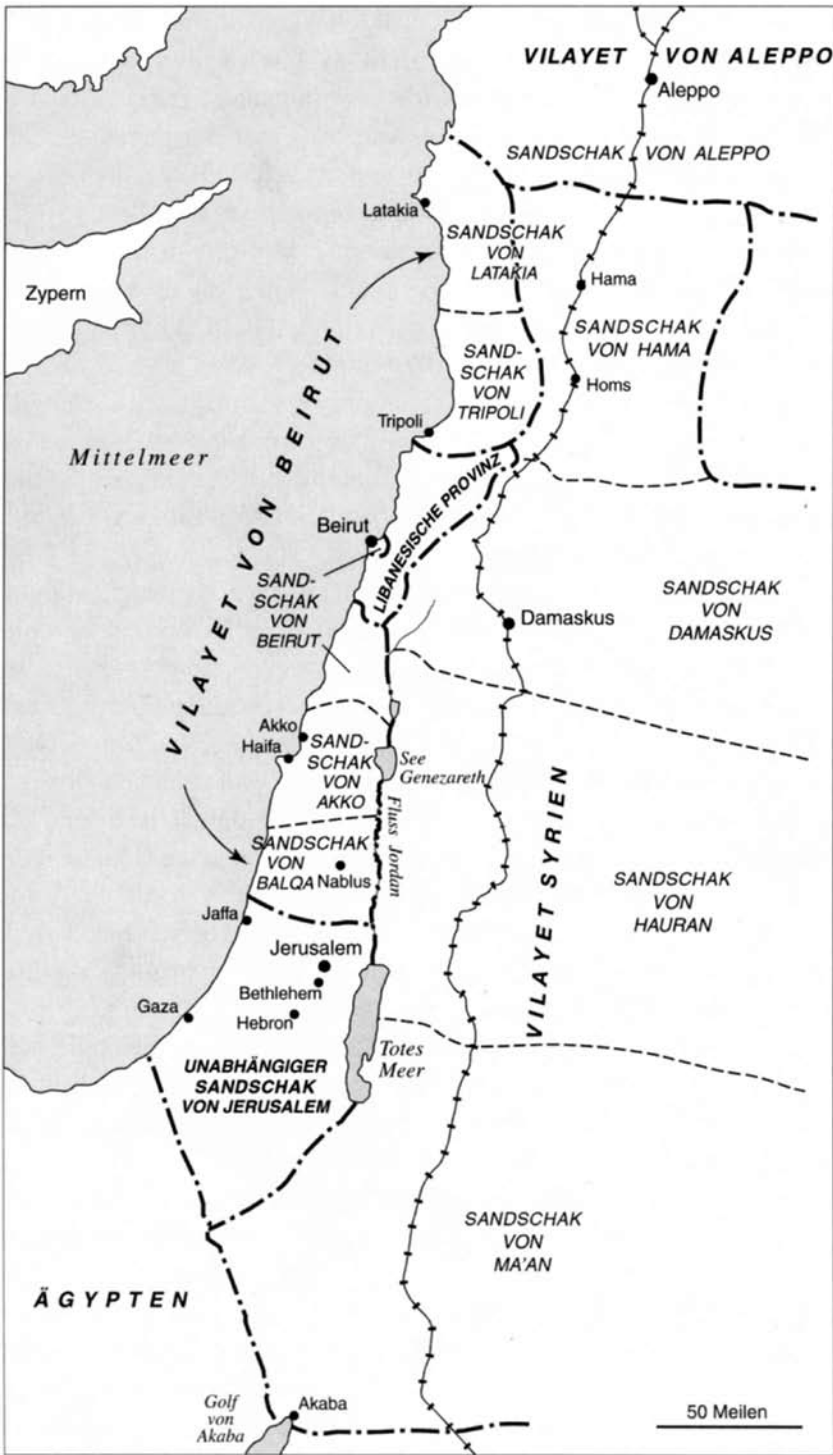 VILAYET VON ALEPPO
Aleppo
SANDSCHAK VON ALEPPO
Latakia
SANDSCHAK
VON
LATAKIA
Zypern
Hama
SANDSCHAK
VON HAMA
SAND-
SCHAK
VON
TRIPOLI
Homs
Tripoli
Mittelmeer
VILAYET VON BEIRUT
LIBANESISCHE PROVINZ
Beirut
SAND-
SCHAK
VON
BEIRUT
SANDSCHAK
VON
DAMASKUS
Damaskus
Akko
Haifa
SAND-
SCHAK
VON
AKKO
See
Genezareth
Fluss Jordan
SANDSCHAK
VON
BALQA
Nablus
VILAYET SYRIEN
SANDSCHAK
VON
HAURAN
Jaffa
Jerusalem
Bethlehem
Hebron
Gaza
Totes
Meer
UNABHÄNGIGER
SANDSCHAK
VON JERUSALEM
SANDSCHAK
VON
MA'AN
ÄGYPTEN
Golf
von
Akaba
Akaba
50 Meilen